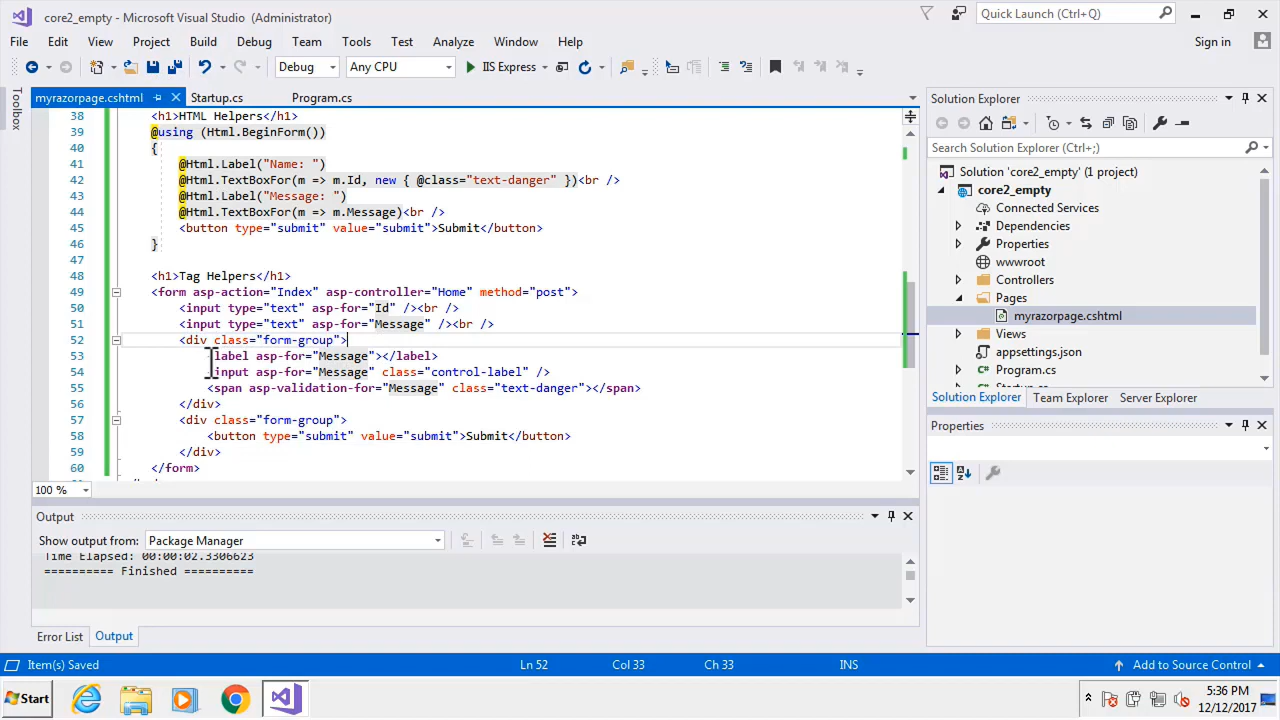 core2_empty - Microsoft Visual Studio (Administrator)
Quick Launch (Ctrl+Q)
File Edit View Project Build Debug Team Tools Test Analyze Window Help Sign in
Debug Any CPU IIS Express
Toolbox
myrazorpage.cshtml Startup.cs Program.cs
38 <h1>HTML Helpers</h1>
39 @using (Html.BeginForm())
40 {
41 @Html.Label("Name: ")
42 @Html.TextBoxFor(m => m.Id, new { @class="text-danger" })<br />
43 @Html.Label("Message: ")
44 @Html.TextBoxFor(m => m.Message)<br />
45 <button type="submit" value="submit">Submit</button>
46 }
47
48 <h1>Tag Helpers</h1>
49 <form asp-action="Index" asp-controller="Home" method="post">
50 <input type="text" asp-for="Id" /><br />
51 <input type="text" asp-for="Message" /><br />
52 <div class="form-group">
53 <label asp-for="Message"></label>
54 <input asp-for="Message" class="control-label" />
55 <span asp-validation-for="Message" class="text-danger"></span>
56 </div>
57 <div class="form-group">
58 <button type="submit" value="submit">Submit</button>
59 </div>
60 </form>
100 %
Output
Show output from: Package Manager
Time Elapsed: 00:00:02.3306623
========== Finished ==========
Error List Output
Solution Explorer
Search Solution Explorer (Ctrl+;)
Solution 'core2_empty' (1 project)
core2_empty
Connected Services
Dependencies
Properties
wwwroot
Controllers
Pages
myrazorpage.cshtml
Views
appsettings.json
Program.cs
Startup.cs
Solution Explorer Team Explorer Server Explorer
Properties
Item(s) Saved Ln 52 Col 33 Ch 33 INS Add to Source Control
Start
5:36 PM
12/12/2017